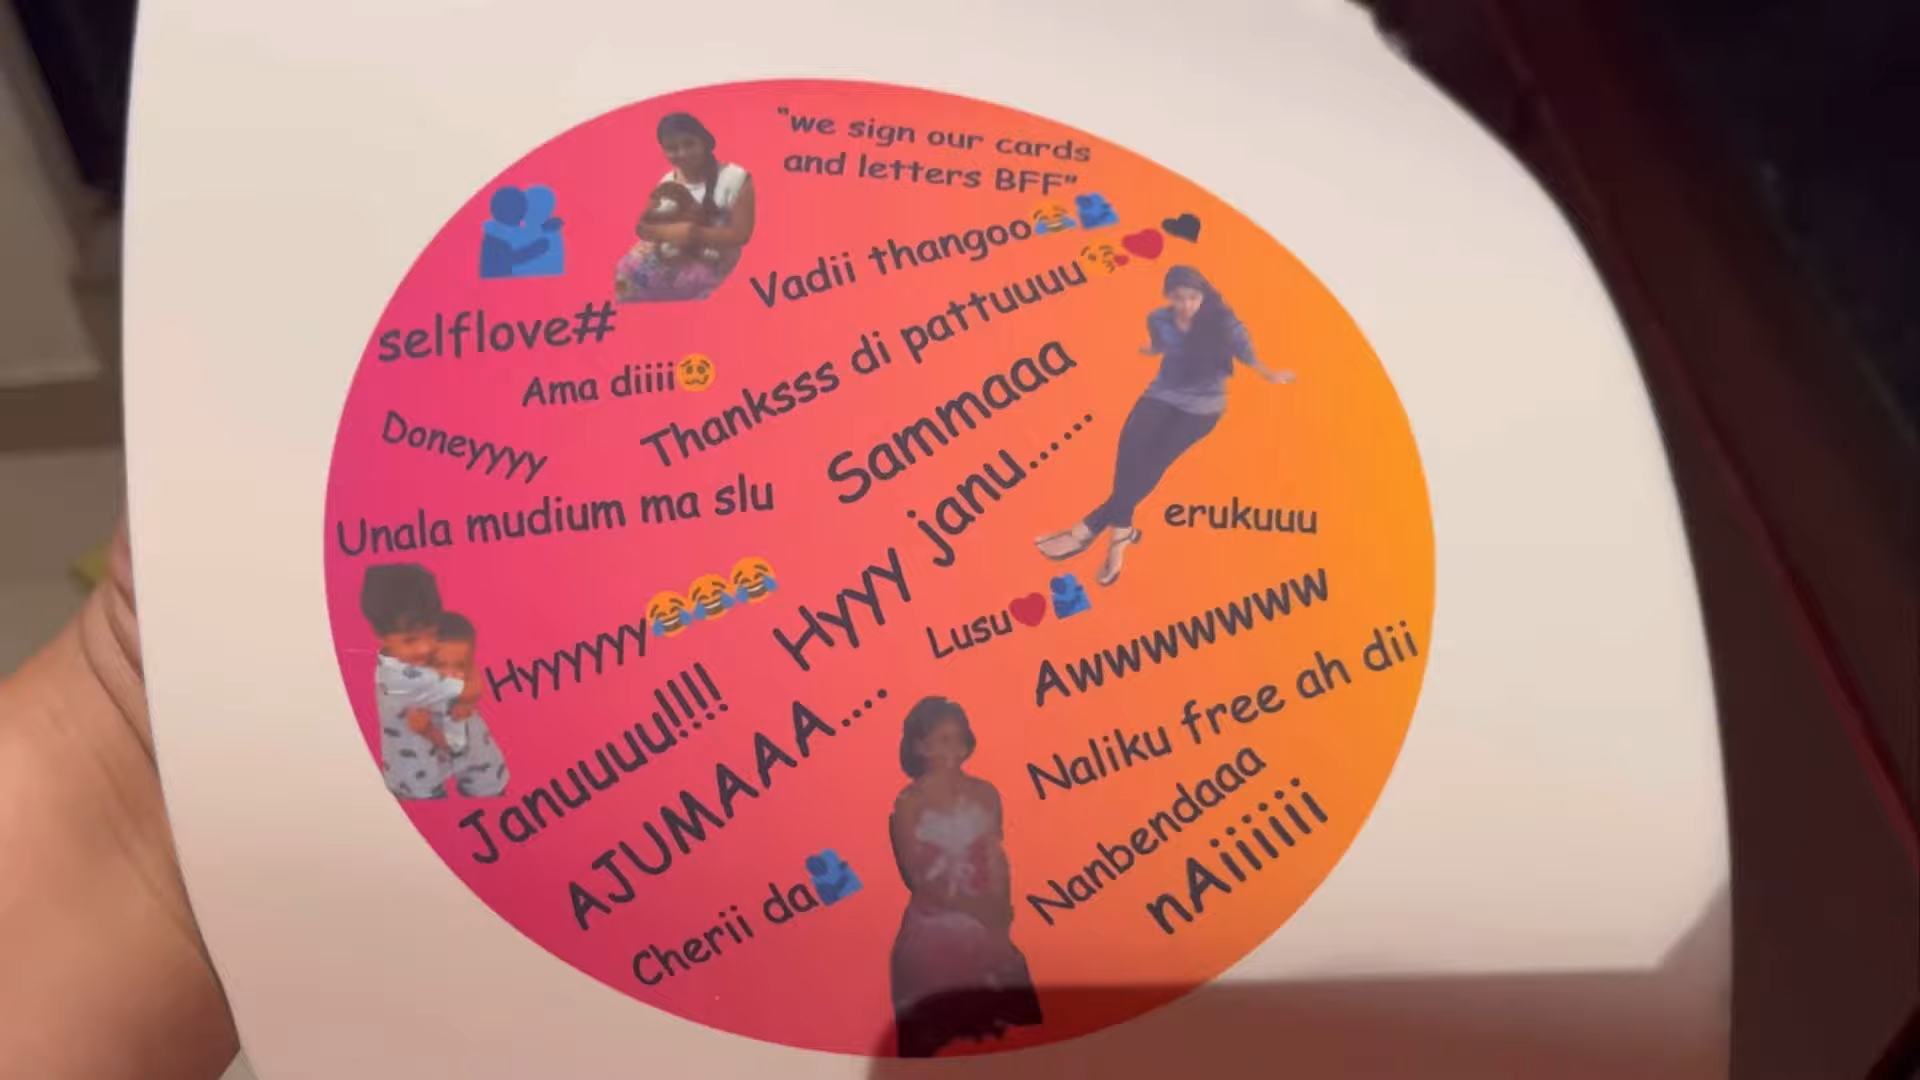 "we sign our cards
and letters BFF"
Vadii thangoo😂🫂
selflove#
Thanksss di pattuuuu😘❤️🖤
Ama diiii🥴
Doneyyyy
Sammaaa
Unala mudium ma slu
Hyyy janu......
erukuuu
Hyyyyyy😂😂😂
Lusu❤️🫂
Awwwwwww
Januuuu!!!!
Naliku free ah dii
AJUMAAA....
Nanbendaaa
Cherii da🫂
nAiiiiii